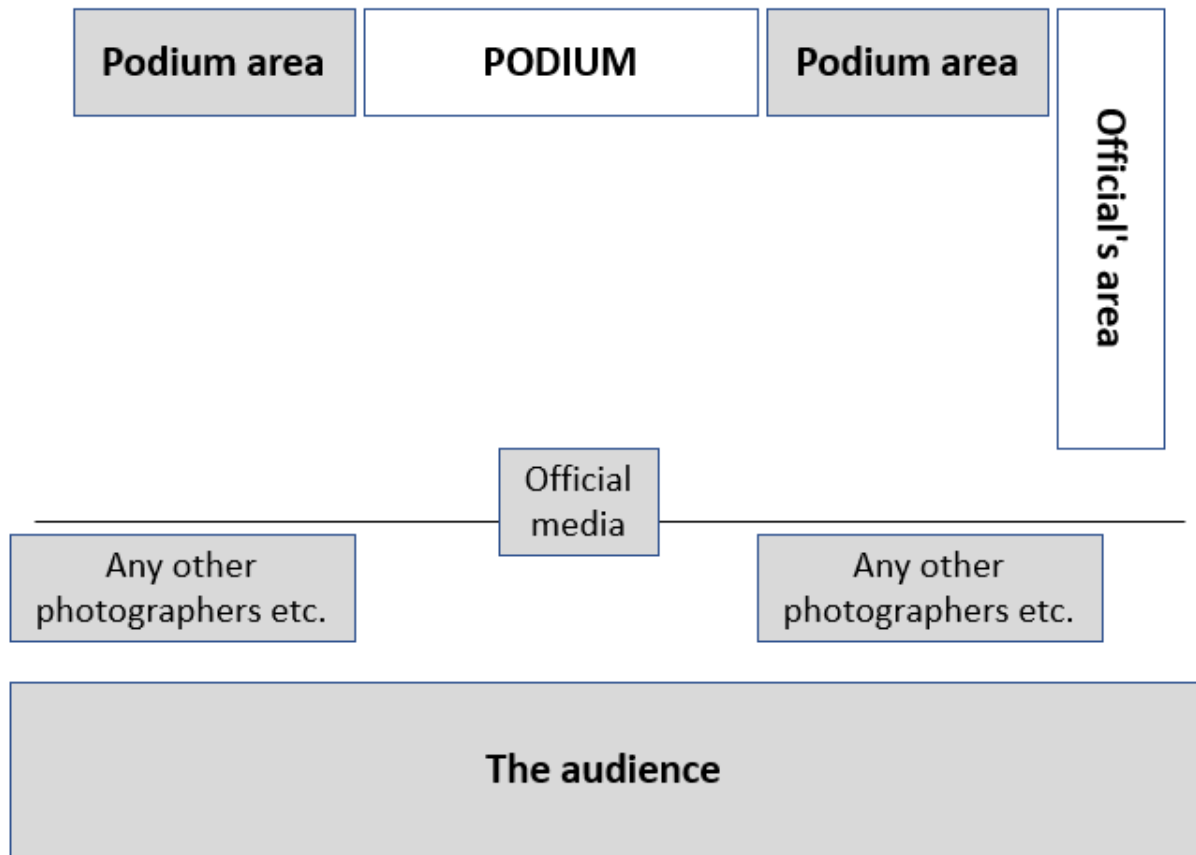 Podium area
PODIUM
Podium area
Official's area
Official
media
Any other
photographers etc.
Any other
photographers etc.
The audience